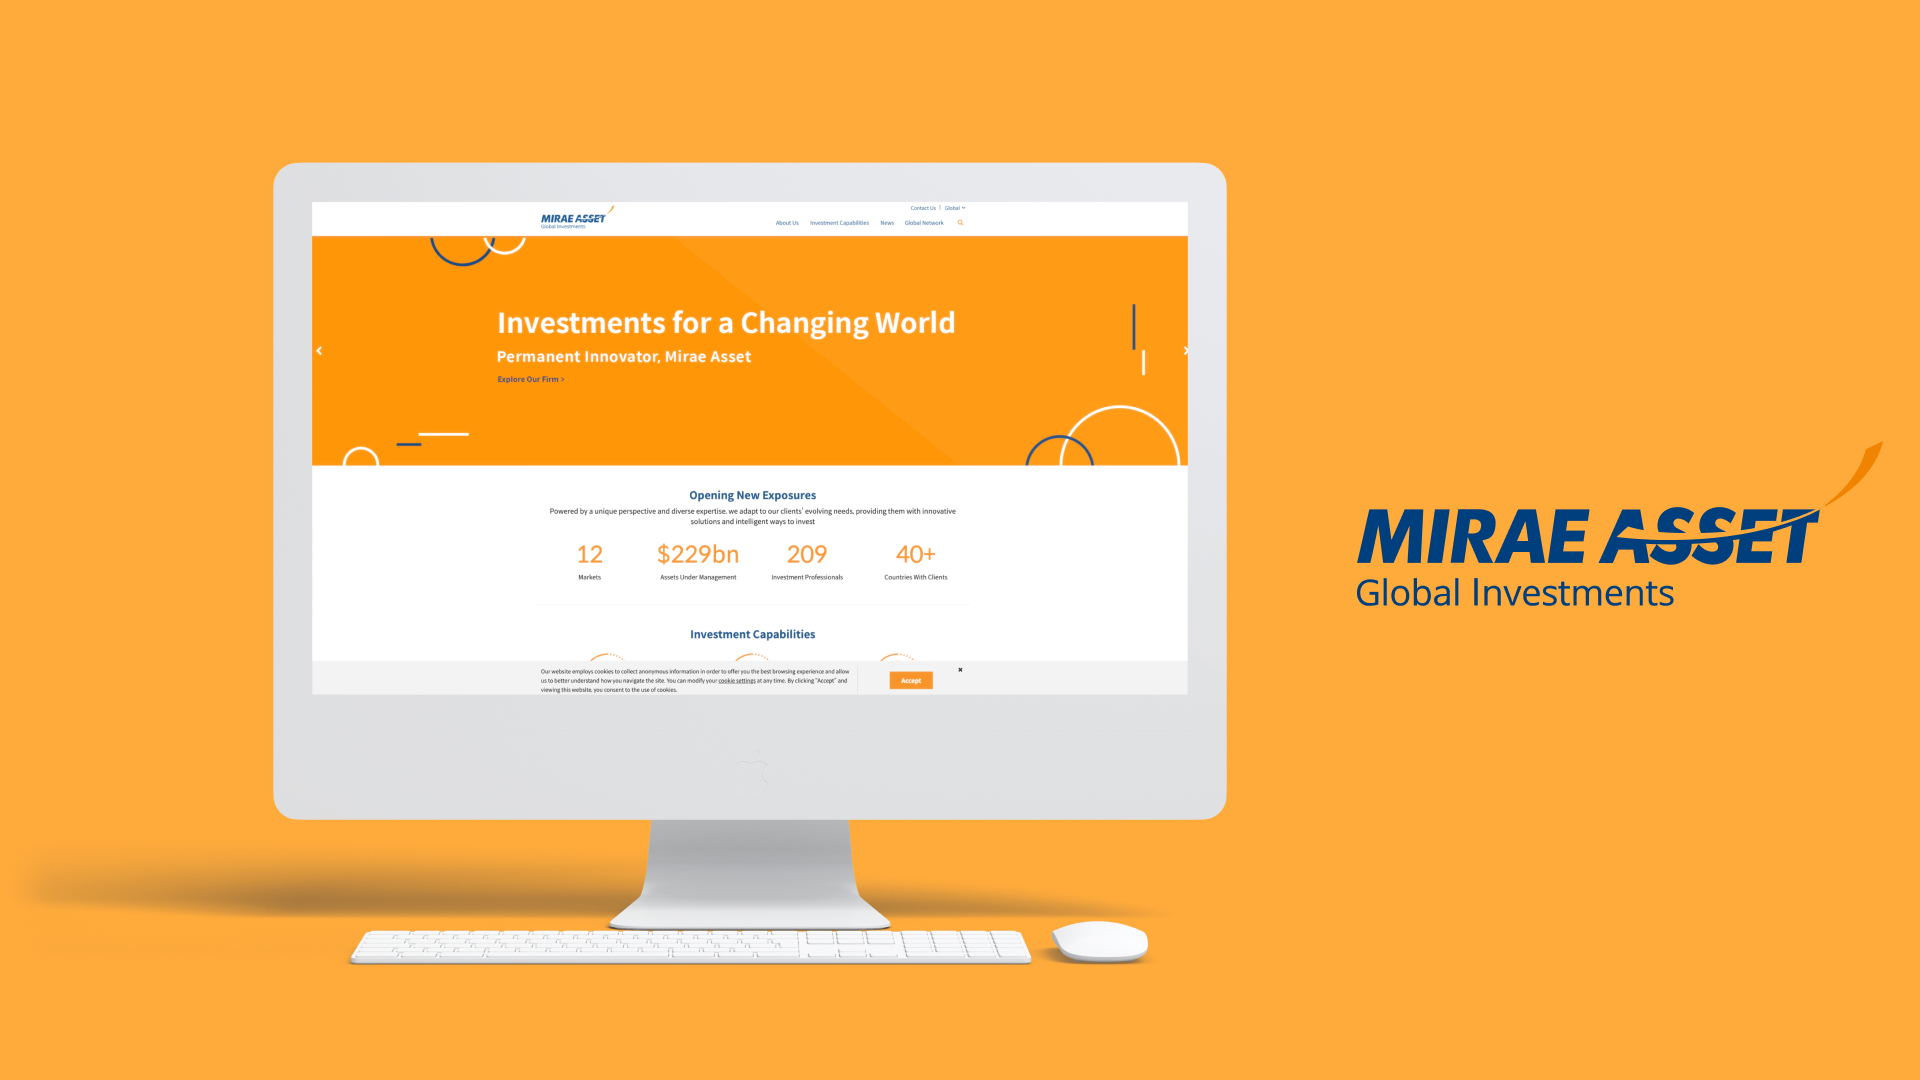 MIRAE ASSET
Global Investments
Contact Us | Global
About Us Investment Capabilities News Global Network
Investments for a Changing World
Permanent Innovator, Mirae Asset
Explore Our Firm >
Opening New Exposures
Powered by a unique perspective and diverse expertise, we adapt to our clients' evolving needs, providing them with innovative
solutions and intelligent ways to invest
12 $229bn 209 40+
Markets Assets Under Management Investment Professionals Countries With Clients
Investment Capabilities
Our website employs cookies to collect anonymous information in order to offer you the best browsing experience and allow
us to better understand how you navigate the site. You can modify your cookie settings at any time. By clicking "Accept" and
viewing this website, you consent to the use of cookies.
Accept
MIRAE ASSET
Global Investments